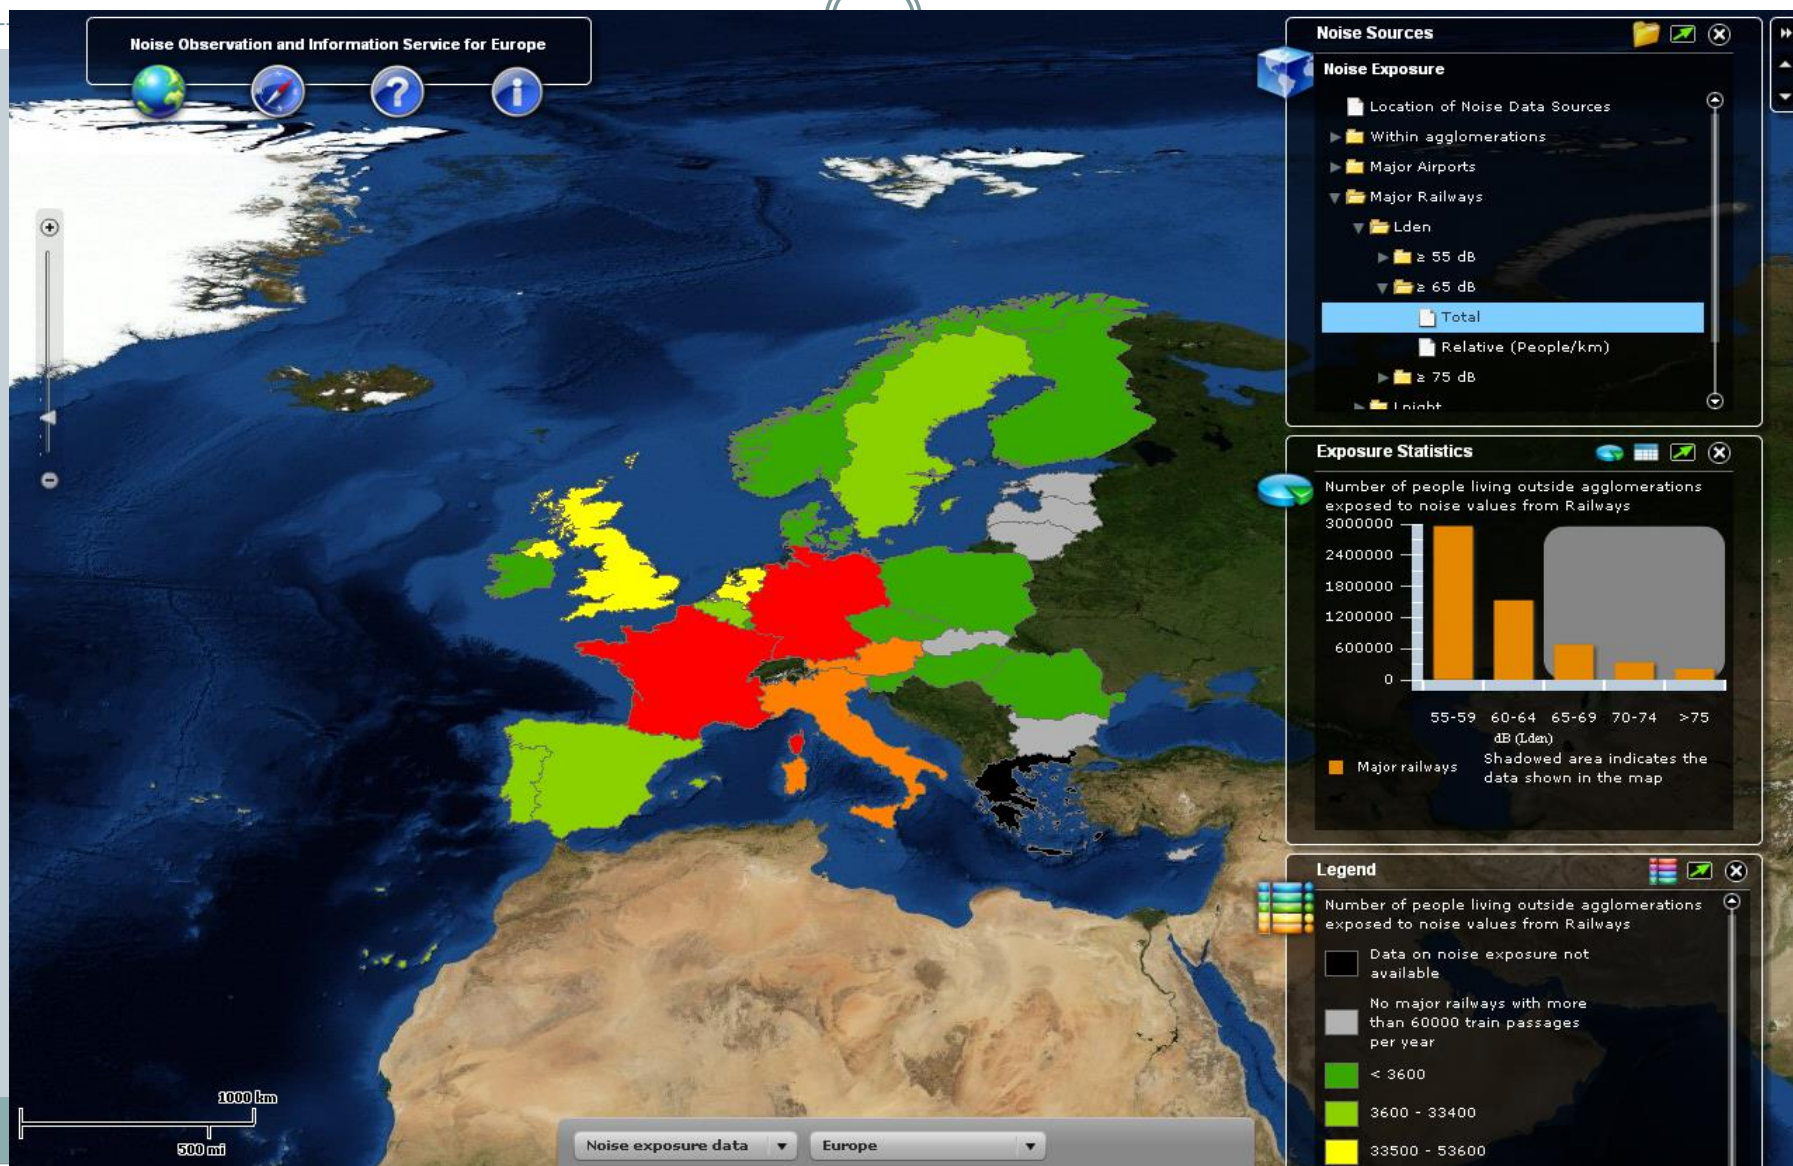 Noise Observation and Information Service for Europe
Noise Sources
Noise Exposure
Location of Noise Data Sources
Within agglomerations
Major Airports
Major Railways
Lden
≥ 55 dB
≥ 65 dB
Total
Relative (People/km)
≥ 75 dB
Lnight
Exposure Statistics
Number of people living outside agglomerations
exposed to noise values from Railways
3000000
2400000
1800000
1200000
600000
0
55-59 60-64 65-69 70-74 >75
dB (Lden)
Major railways
Shadowed area indicates the
data shown in the map
Legend
Number of people living outside agglomerations
exposed to noise values from Railways
Data on noise exposure not
available
No major railways with more
than 60000 train passages
per year
< 3600
3600 - 33400
33500 - 53600
1000 km
500 mi
Noise exposure data
Europe